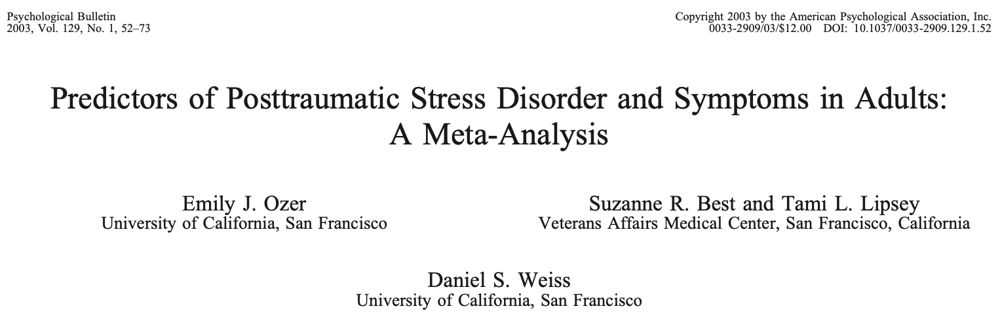 Psychological Bulletin
2003, Vol. 129, No. 1, 52–73
Copyright 2003 by the American Psychological Association, Inc.
0033-2909/03/$12.00 DOI: 10.1037/0033-2909.129.1.52
Predictors of Posttraumatic Stress Disorder and Symptoms in Adults:
A Meta-Analysis
Emily J. Ozer
University of California, San Francisco
Suzanne R. Best and Tami L. Lipsey
Veterans Affairs Medical Center, San Francisco, California
Daniel S. Weiss
University of California, San Francisco